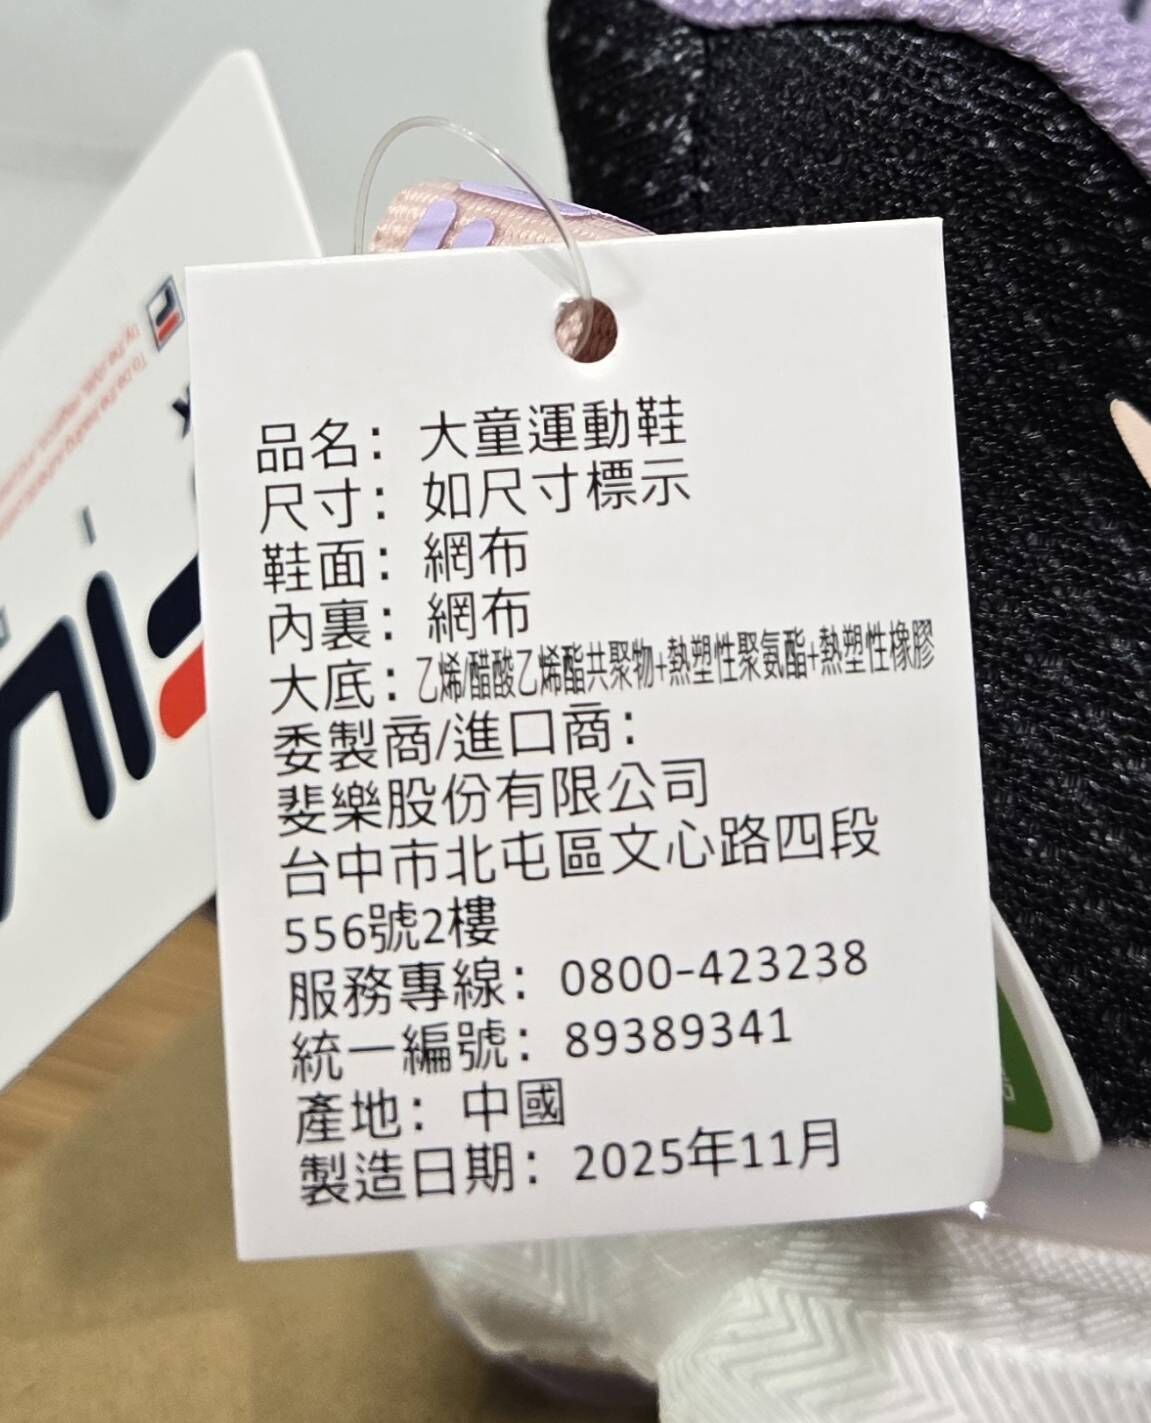 品名：大童運動鞋
尺寸：如尺寸標示
鞋面：網布
內裏：網布
大底：乙烯/醋酸乙烯酯共聚物+熱塑性聚氨酯+熱塑性橡膠
委製商/進口商：
斐樂股份有限公司
台中市北屯區文心路四段
556號2樓
服務專線：0800-423238
統一編號：89389341
產地：中國
製造日期：2025年11月